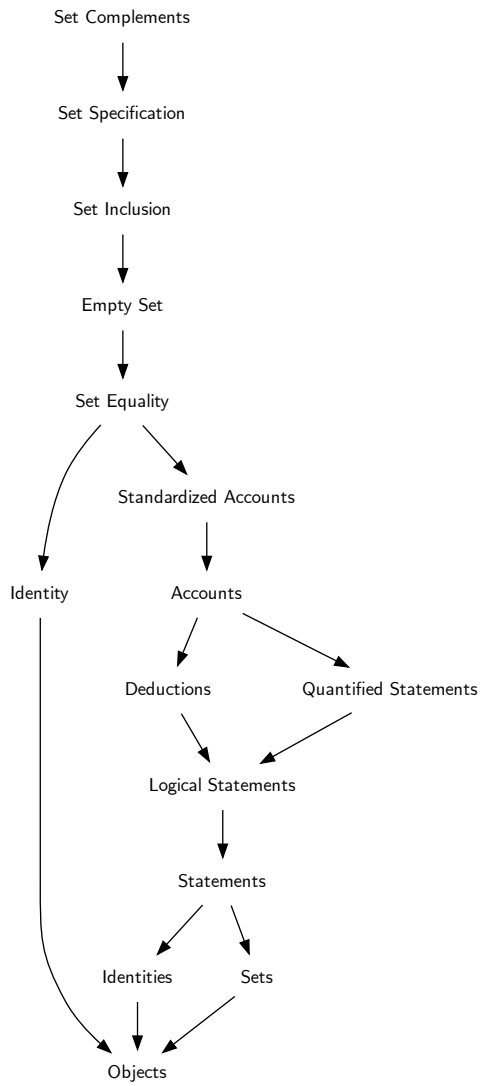 Set Complements
Set Specification
Set Inclusion
Empty Set
Set Equality
Standardized Accounts
Identity
Accounts
Deductions
Quantified Statements
Logical Statements
Statements
Identities
Sets
Objects